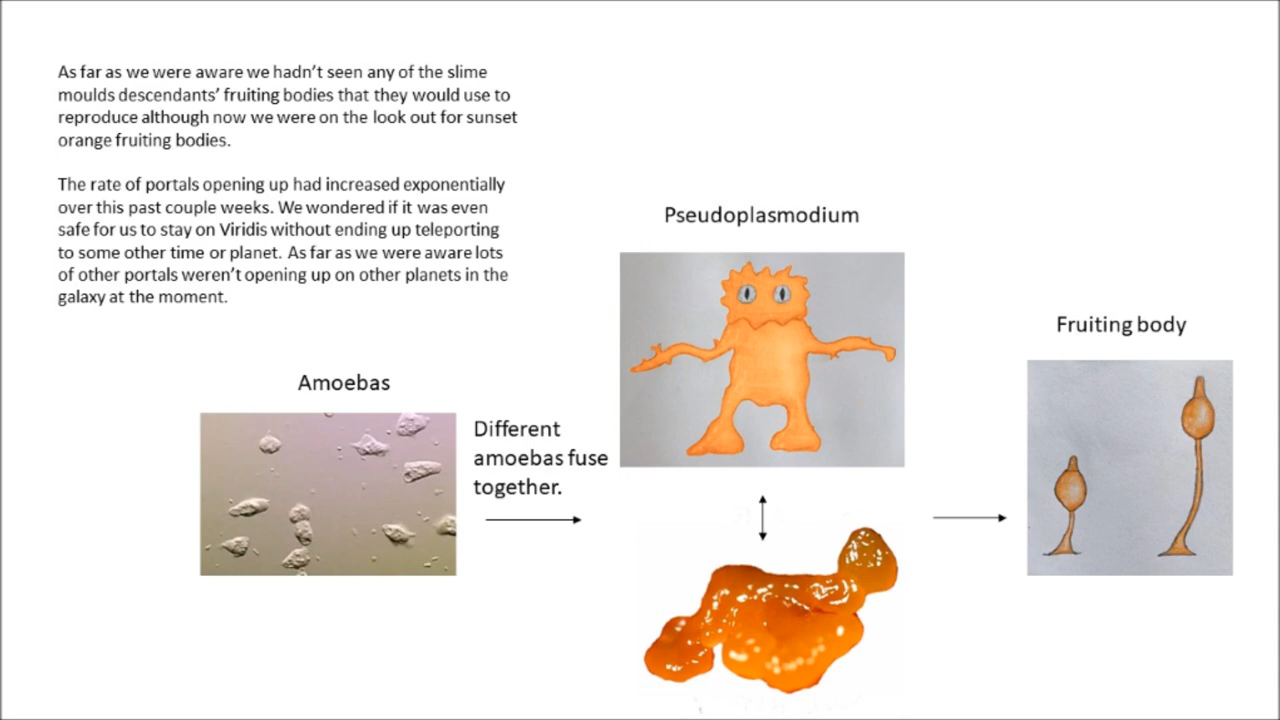 As far as we were aware we hadn't seen any of the slime
moulds descendants' fruiting bodies that they would use to
reproduce although now we were on the look out for sunset
orange fruiting bodies.
The rate of portals opening up had increased exponentially
over this past couple weeks. We wondered if it was even
safe for us to stay on Viridis without ending up teleporting
to some other time or planet. As far as we were aware lots
of other portals weren't opening up on other planets in the
galaxy at the moment.
Pseudoplasmodium
Fruiting body
Amoebas
Different
amoebas fuse
together.